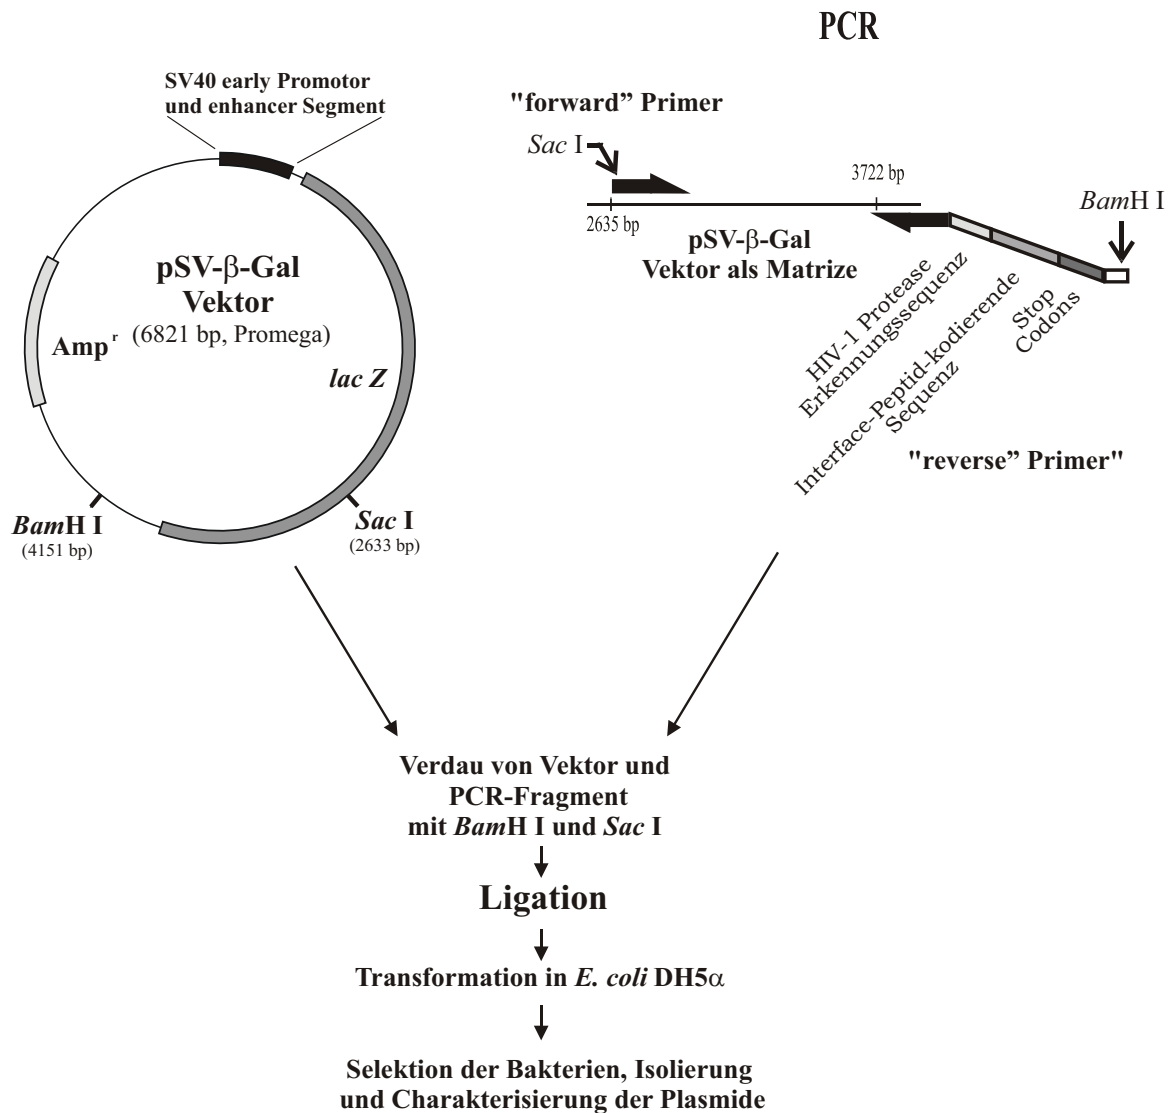 PCR
SV40 early Promotor
und enhancer Segment
pSV-β-Gal
Vektor
(6821 bp, Promega)
Amp r
lac Z
BamH I
(4151 bp)
Sac I
(2633 bp)
"forward” Primer
Sac I
2635 bp
3722 bp
BamH I
pSV-β-Gal
Vektor als Matrize
HIV-1 Protease
Erkennungssequenz
Interface-Peptid-kodierende
Sequenz
Stop
Codons
"reverse” Primer"
Verdau von Vektor und
PCR-Fragment
mit BamH I und Sac I
Ligation
Transformation in E. coli DH5α
Selektion der Bakterien, Isolierung
und Charakterisierung der Plasmide